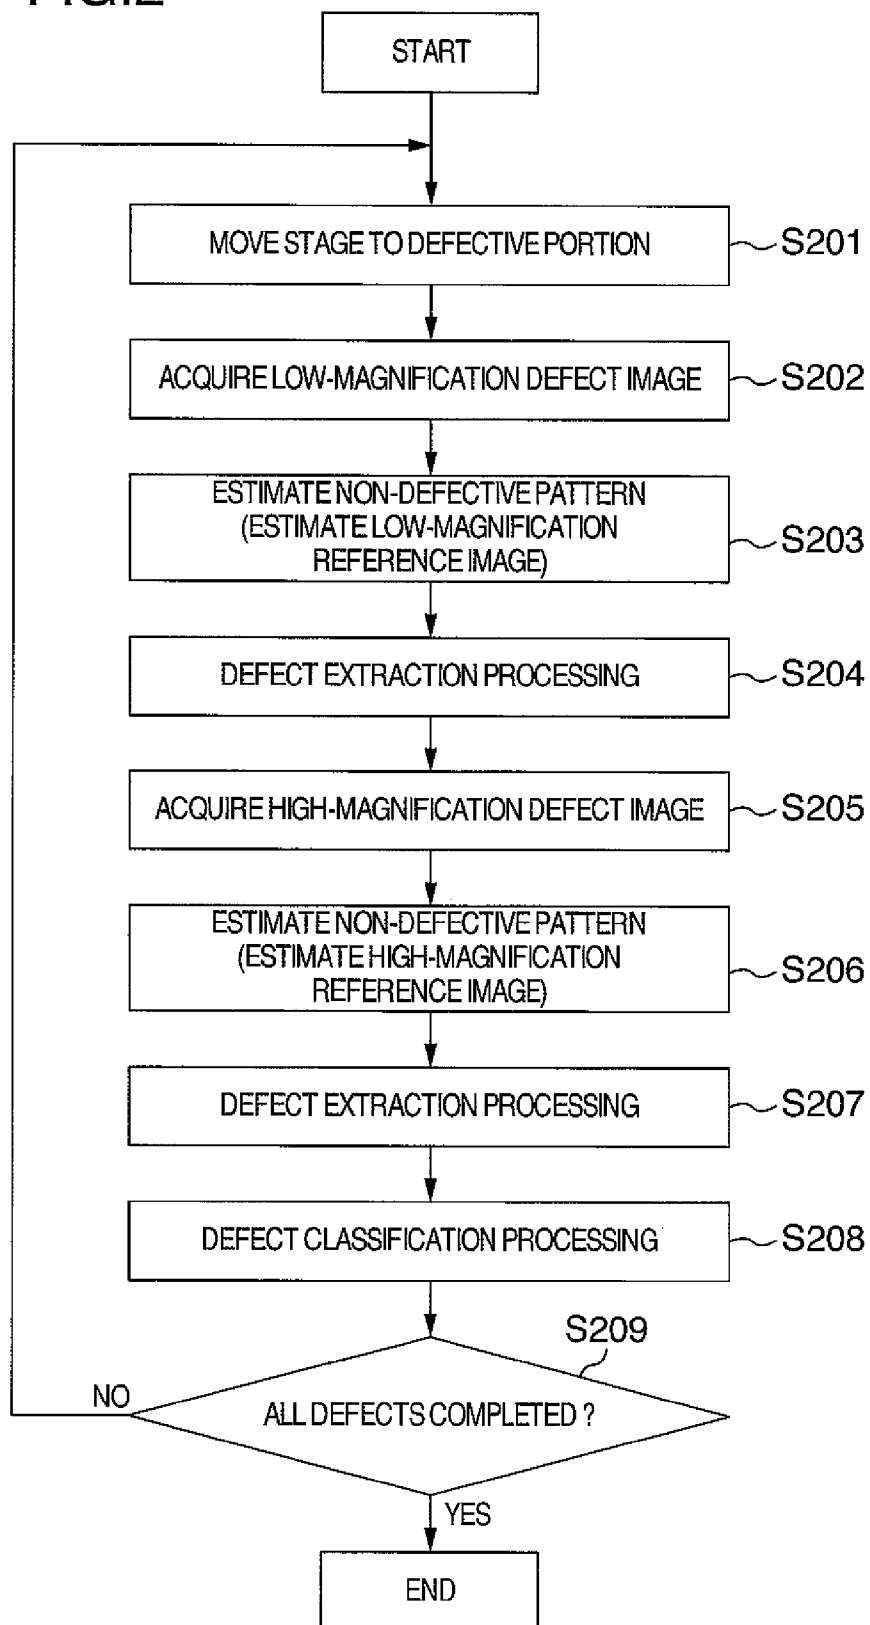 FIG.2
START
MOVE STAGE TO DEFECTIVE PORTION
S201
ACQUIRE LOW-MAGNIFICATION DEFECT IMAGE
S202
ESTIMATE NON-DEFECTIVE PATTERN
(ESTIMATE LOW-MAGNIFICATION
REFERENCE IMAGE)
S203
DEFECT EXTRACTION PROCESSING
S204
ACQUIRE HIGH-MAGNIFICATION DEFECT IMAGE
S205
ESTIMATE NON-DEFECTIVE PATTERN
(ESTIMATE HIGH-MAGNIFICATION
REFERENCE IMAGE)
S206
DEFECT EXTRACTION PROCESSING
S207
DEFECT CLASSIFICATION PROCESSING
S208
S209
NO
ALL DEFECTS COMPLETED ?
YES
END